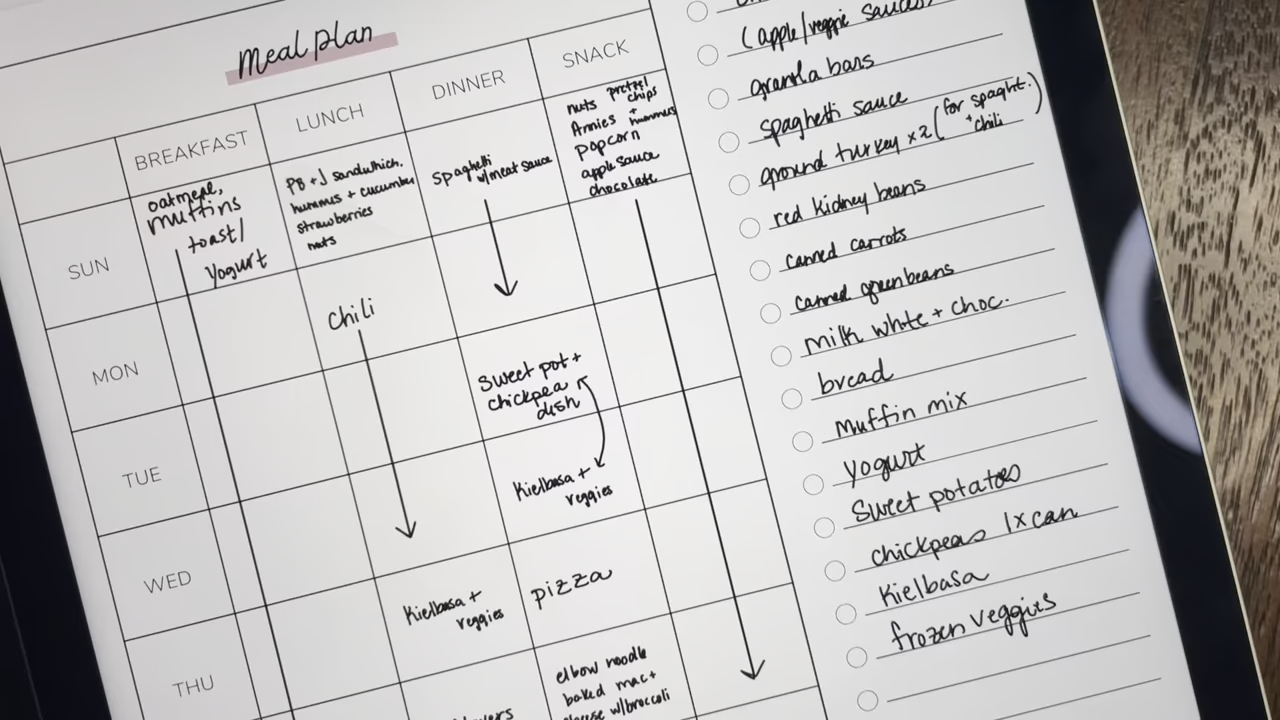 meal plan
BREAKFAST
LUNCH
DINNER
SNACK
SUN
oatmeal,
muffins
toast/
yogurt
PB + J sandwhich,
hummus + cucumber
strawberries
nuts
spaghetti
w/meat sauce
nuts pretzel
chips
Annies +
hummus
popcorn
apple sauce
chocolate
MON
chili
TUE
Sweet pot +
chickpea
dish
WED
Kielbasa +
veggies
THU
Kielbasa +
veggies
pizza
elbow noodle
baked mac +
cheese w/broccoli
(apple/veggie sauces)
granola bars
spaghetti sauce
ground turkey x2 (for spaght.
+ chili)
red kidney beans
canned carrots
canned greenbeans
milk white + choc.
bread
muffin mix
yogurt
Sweet potatoes
chickpeas 1x can
Kielbasa
frozen veggies